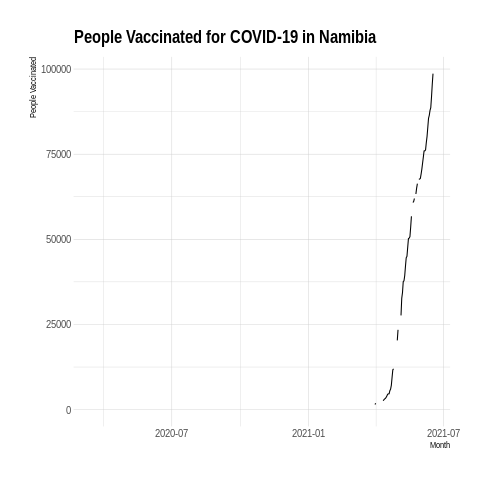 People Vaccinated for COVID-19 in Namibia
People Vaccinated
100000
75000
50000
25000
0
2020-07
2021-01
2021-07
Month